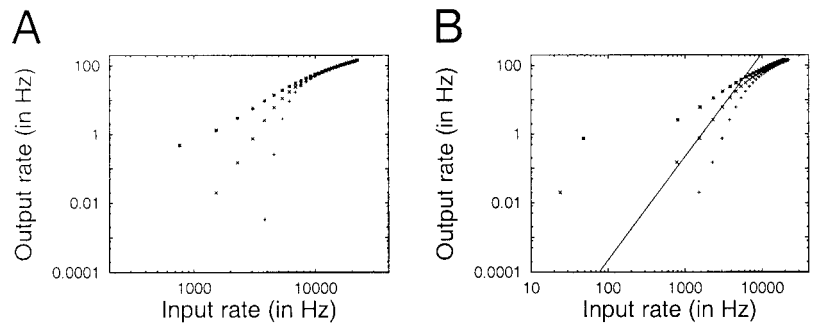 A
Output rate (in Hz)
100
1
0.01
0.0001
1000
10000
Input rate (in Hz)
B
Output rate (in Hz)
100
1
0.01
0.0001
10
100
1000
10000
Input rate (in Hz)